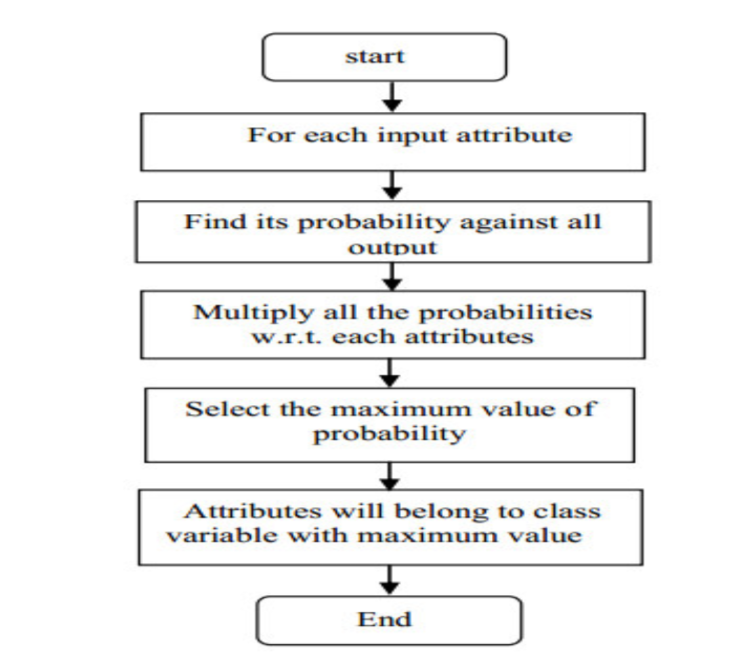 start
For each input attribute
Find its probability against all
output
Multiply all the probabilities
w.r.t. each attributes
Select the maximum value of
probability
Attributes will belong to class
variable with maximum value
End